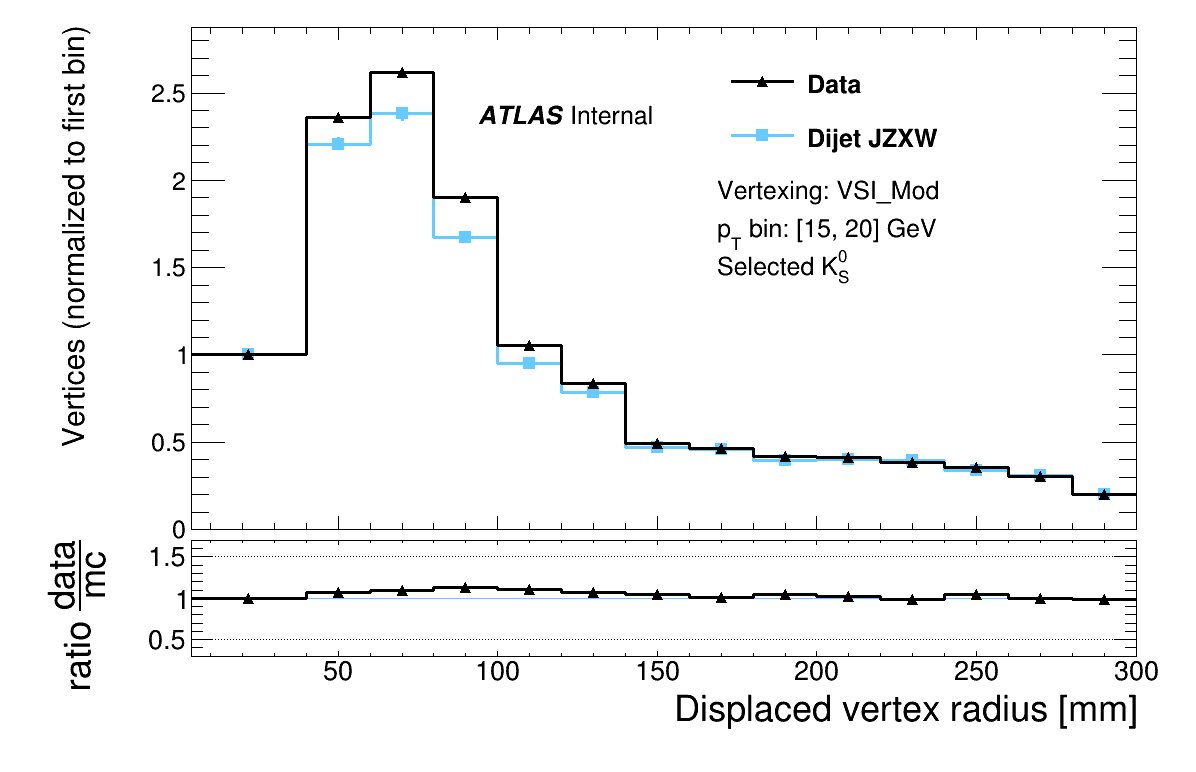 Vertices (normalized to first bin)
2.5
2
1.5
1
0.5
0
ATLAS Internal
Data
Dijet JZXW
Vertexing: VSI_Mod
p_T bin: [15, 20] GeV
Selected K^0_S
ratio data/mc
1.5
1
0.5
50 100 150 200 250 300
Displaced vertex radius [mm]